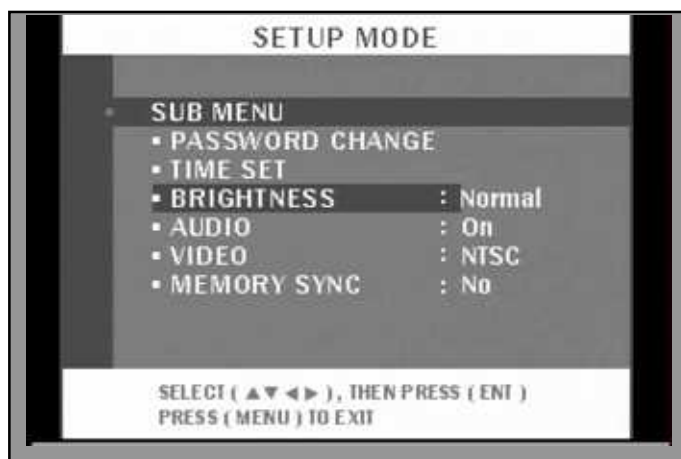 SETUP MODE
SUB MENU
▪ PASSWORD CHANGE
▪ TIME SET
▪ BRIGHTNESS : Normal
▪ AUDIO : On
▪ VIDEO : NTSC
▪ MEMORY SYNC : No
SELECT ( ▲▼ ◀▶ ), THEN PRESS ( ENT )
PRESS ( MENU ) TO EXIT